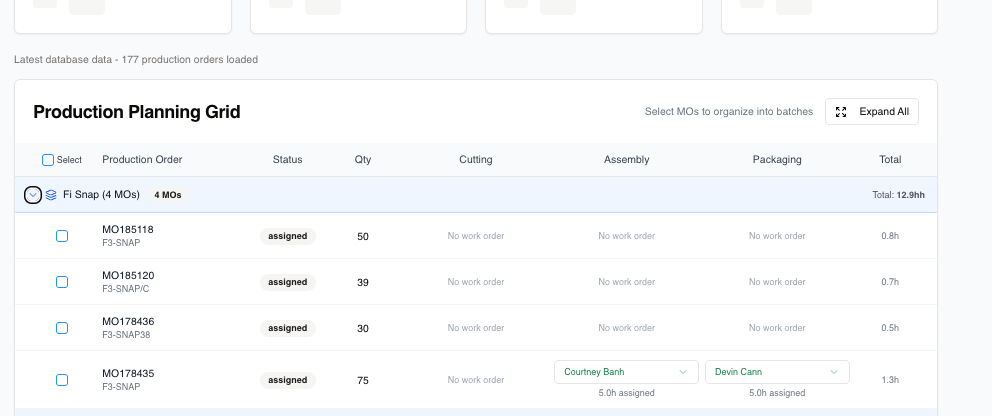 Latest database data - 177 production orders loaded
Production Planning Grid
Select MOs to organize into batches
Expand All
Select Production Order Status Qty Cutting Assembly Packaging Total
Fi Snap (4 MOs) 4 MOs Total: 12.9hh
MO185118
F3-SNAP
assigned 50 No work order No work order No work order 0.8h
MO185120
F3-SNAP/C
assigned 39 No work order No work order No work order 0.7h
MO178436
F3-SNAP38
assigned 30 No work order No work order No work order 0.5h
MO178435
F3-SNAP
assigned 75 No work order Courtney Banh Devin Cann 1.3h
5.0h assigned 5.0h assigned